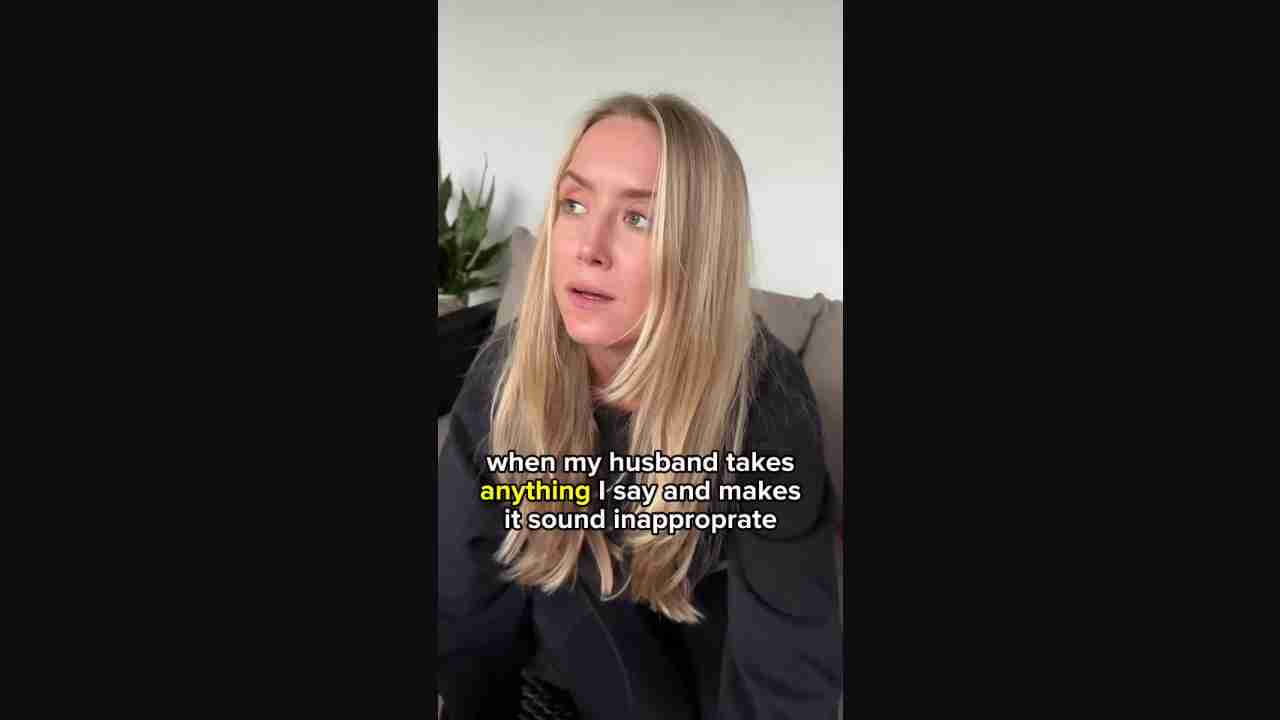 when my husband takes
anything I say and makes
it sound inapproprate